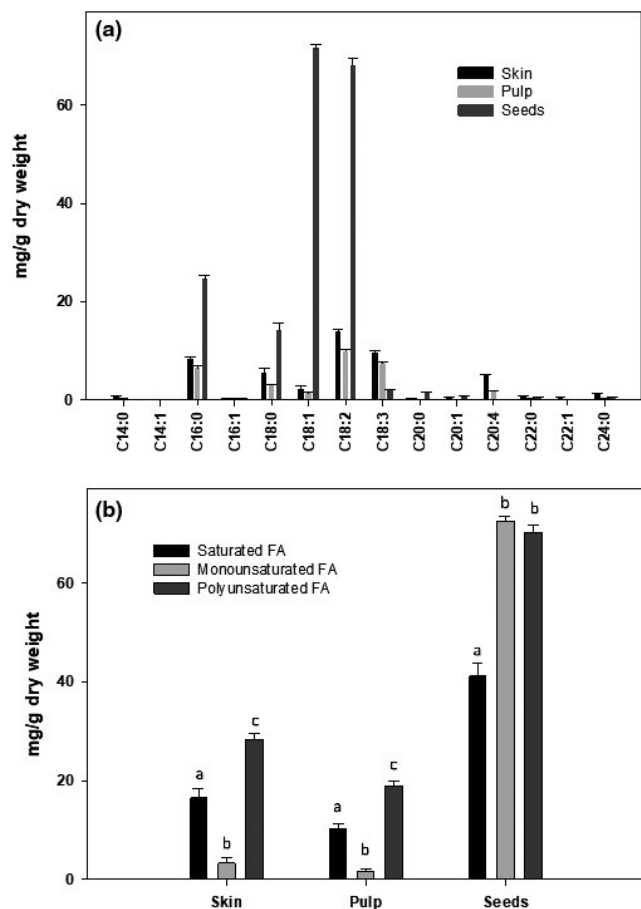 (a)
Skin
Pulp
Seeds
mg/g dry weight
60
40
20
0
C14:0 C14:1 C16:0 C16:1 C18:0 C18:1 C18:2 C18:3 C20:0 C20:1 C20:4 C22:0 C22:1 C24:0
(b)
Saturated FA
Monounsaturated FA
Polyunsaturated FA
mg/g dry weight
60
40
20
0
a b c a b c a b b
Skin Pulp Seeds